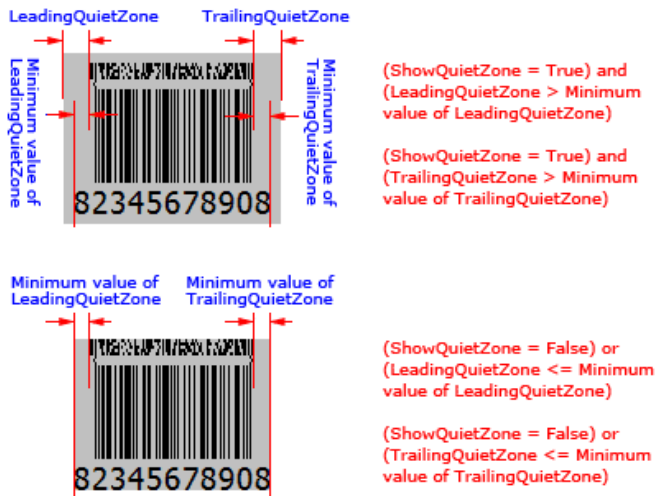 LeadingQuietZone
TrailingQuietZone
Minimum value of
LeadingQuietZone
Minimum value of
TrailingQuietZone
82345678908
(ShowQuietZone = True) and
(LeadingQuietZone > Minimum
value of LeadingQuietZone)
(ShowQuietZone = True) and
(TrailingQuietZone > Minimum
value of TrailingQuietZone)
Minimum value of
LeadingQuietZone
Minimum value of
TrailingQuietZone
82345678908
(ShowQuietZone = False) or
(LeadingQuietZone <= Minimum
value of LeadingQuietZone)
(ShowQuietZone = False) or
(TrailingQuietZone <= Minimum
value of TrailingQuietZone)